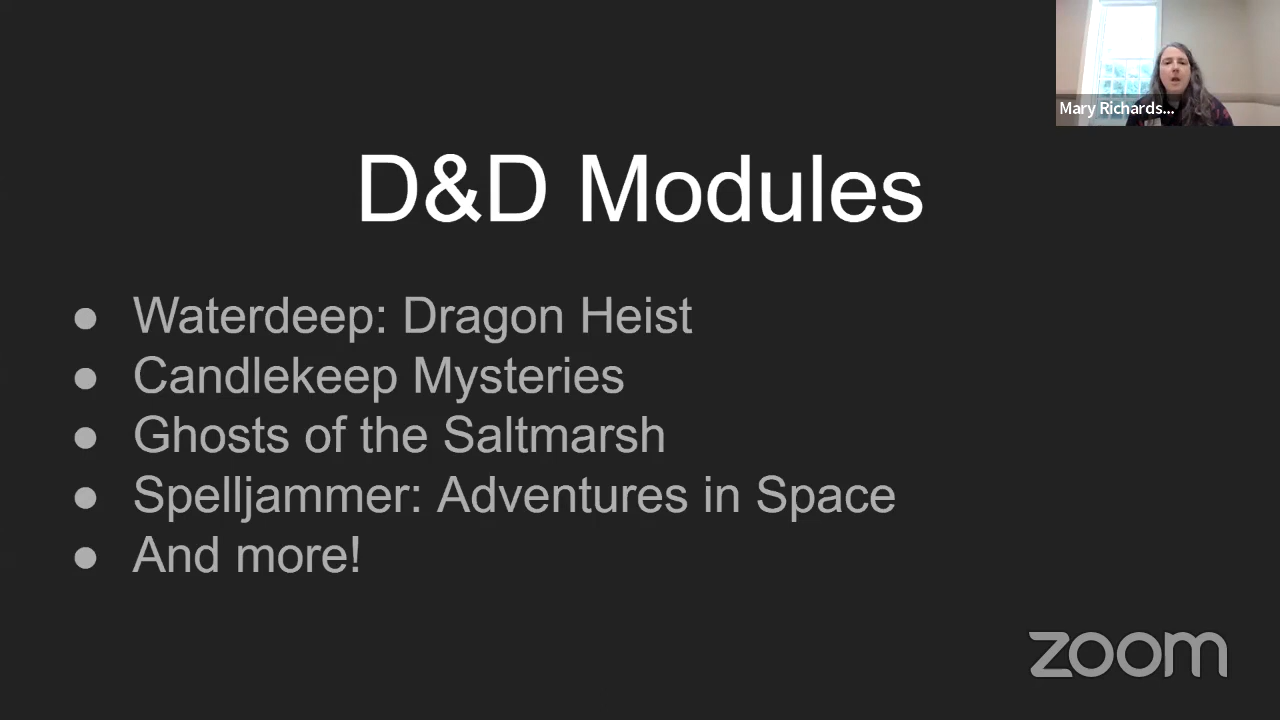 Mary Richards...
D&D Modules
● Waterdeep: Dragon Heist
● Candlekeep Mysteries
● Ghosts of the Saltmarsh
● Spelljammer: Adventures in Space
● And more!
zoom